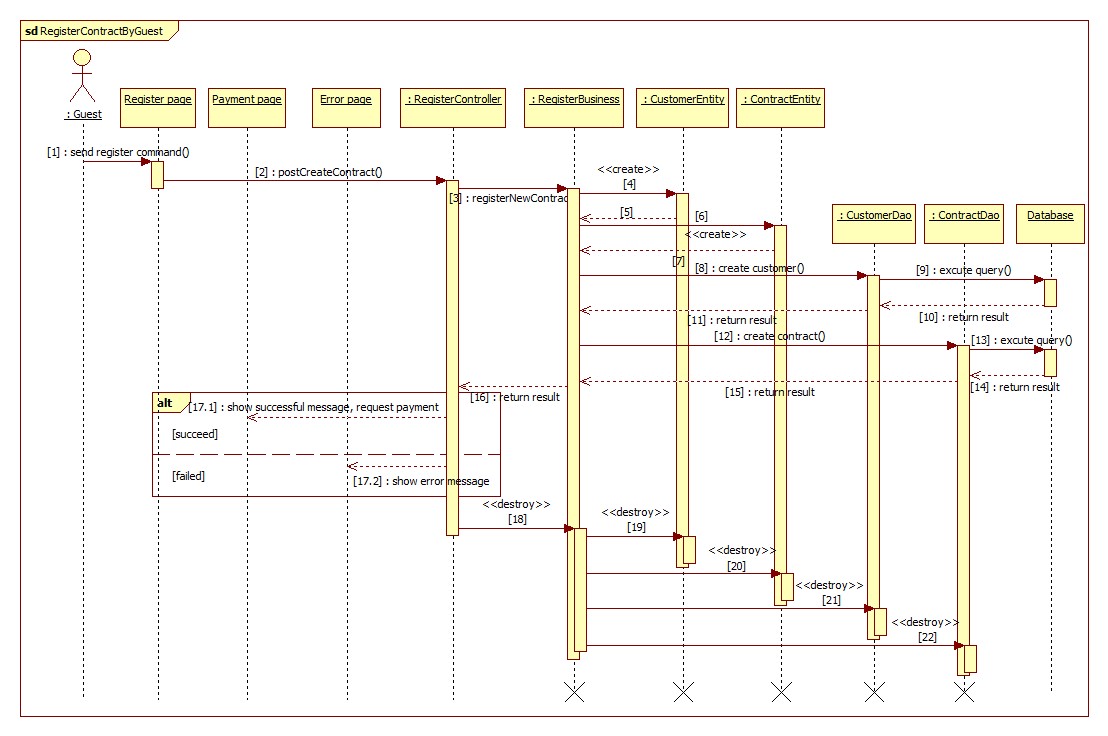 sd RegisterContractByGuest
: Guest
Register page
Payment page
Error page
: RegisterController
: RegisterBusiness
: CustomerEntity
: ContractEntity
[1] : send register command()
[2] : postCreateContract()
[3] : registerNewContrac
<<create>>
[4]
[5]
[6]
<<create>>
[7]
: CustomerDao
: ContractDao
Database
[8] : create customer()
[9] : excute query()
[10] : return result
[11] : return result
[12] : create contract()
[13] : excute query()
[14] : return result
[15] : return result
[16] : return result
alt
[17.1] : show successful message, request payment
[succeed]
[failed]
[17.2] : show error message
<<destroy>>
[18]
<<destroy>>
[19]
<<destroy>>
[20]
<<destroy>>
[21]
<<destroy>>
[22]